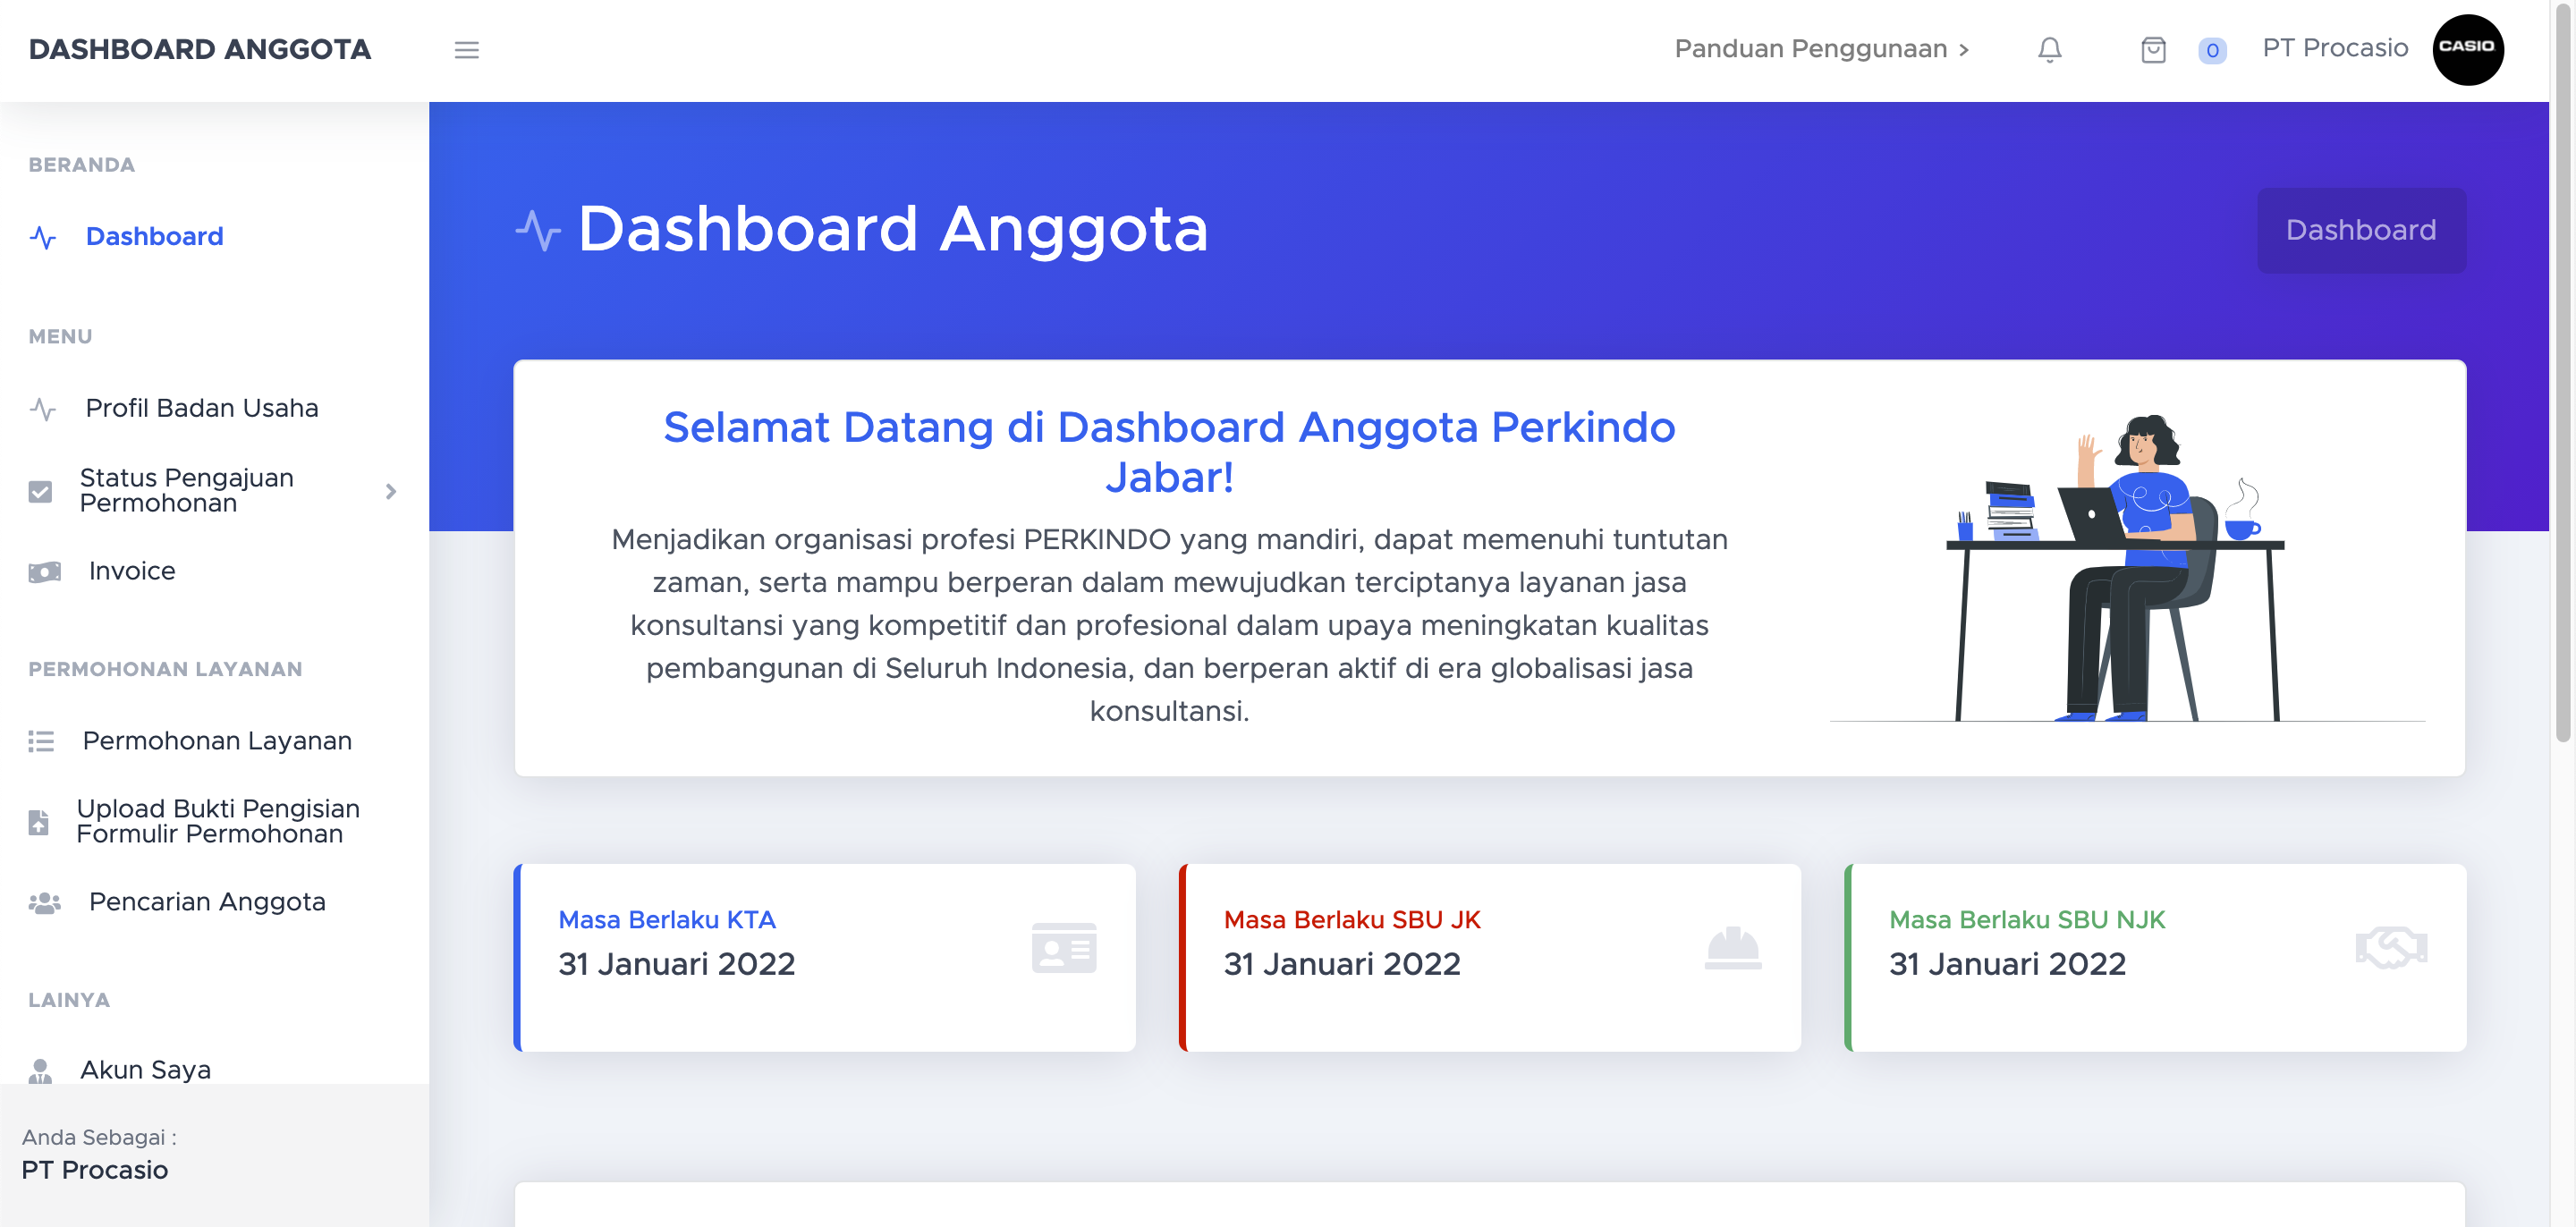 DASHBOARD ANGGOTA
Panduan Penggunaan >
0
PT Procasio
CASIO
BERANDA
Dashboard
MENU
Profil Badan Usaha
Status Pengajuan
Permohonan
Invoice
PERMOHONAN LAYANAN
Permohonan Layanan
Upload Bukti Pengisian
Formulir Permohonan
Pencarian Anggota
LAINYA
Akun Saya
Anda Sebagai :
PT Procasio
Dashboard Anggota
Dashboard
Selamat Datang di Dashboard Anggota Perkindo
Jabar!
Menjadikan organisasi profesi PERKINDO yang mandiri, dapat memenuhi tuntutan
zaman, serta mampu berperan dalam mewujudkan terciptanya layanan jasa
konsultansi yang kompetitif dan profesional dalam upaya meningkatan kualitas
pembangunan di Seluruh Indonesia, dan berperan aktif di era globalisasi jasa
konsultansi.
Masa Berlaku KTA
31 Januari 2022
Masa Berlaku SBU JK
31 Januari 2022
Masa Berlaku SBU NJK
31 Januari 2022